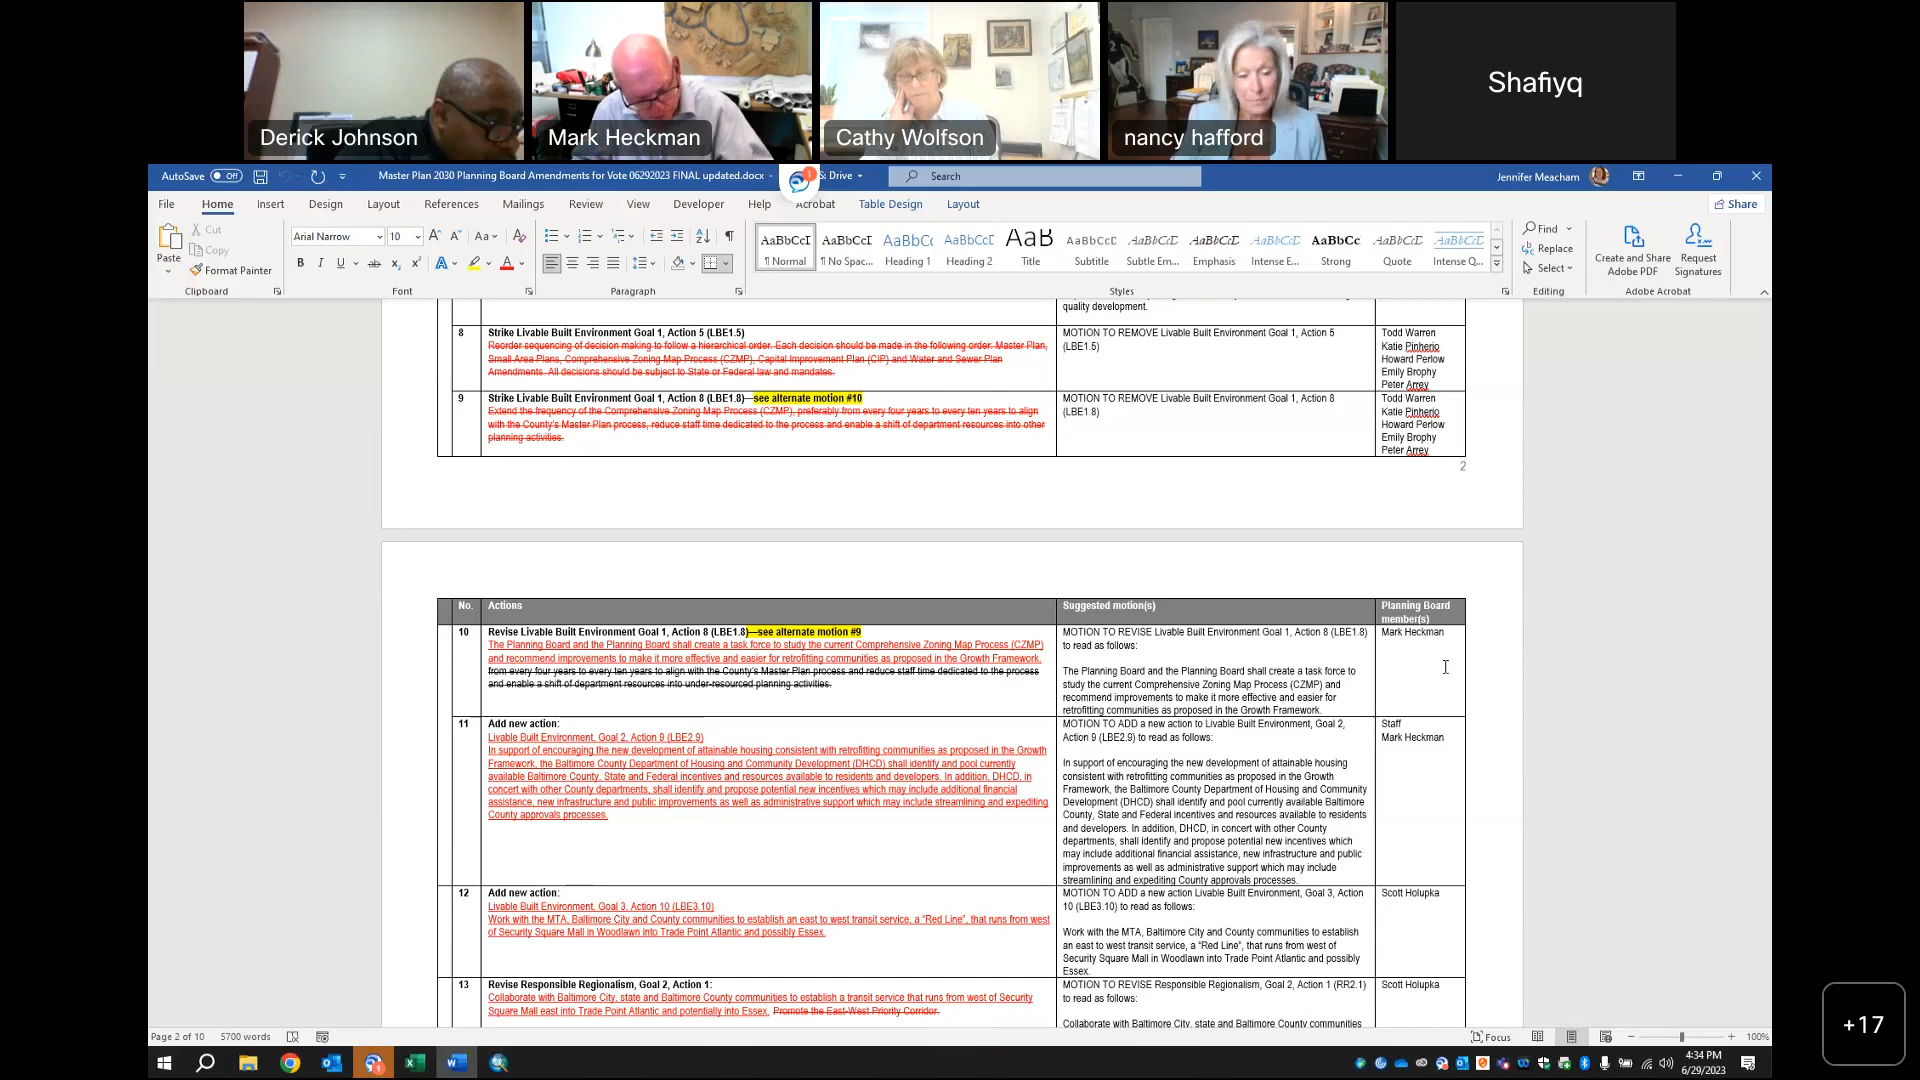 Derick Johnson
Mark Heckman
Cathy Wolfson
nancy hafford
Shafiyq
AutoSave Off
Master Plan 2030 Planning Board Amendments for Vote 06292023 FINAL updated.docx -
1
S: Drive
Search
Jennifer Meacham
File Home Insert Design Layout References Mailings Review View Developer Help Acrobat Table Design Layout
Share
Paste
Cut
Copy
Format Painter
Clipboard
Arial Narrow 10
Font
Paragraph
AaBbCcI AaBbCcI AaBbCc AaBbCcC AaB AaBbCcC AaBbCcD AaBbCcD AaBbCcD AaBbCc AaBbCcD AaBbCcD
¶ Normal ¶ No Spac... Heading 1 Heading 2 Title Subtitle Subtle Em... Emphasis Intense E... Strong Quote Intense Q...
Styles
Find
Replace
Select
Editing
Create and Share
Adobe PDF
Request
Signatures
Adobe Acrobat
quality development.
8
Strike Livable Built Environment Goal 1, Action 5 (LBE1.5)
Reorder sequencing of decision making to follow a hierarchical order. Each decision should be made in the following order: Master Plan,
Small Area Plans, Comprehensive Zoning Map Process (CZMP), Capital Improvement Plan (CIP) and Water and Sewer Plan
Amendments. All decisions should be subject to State or Federal law and mandates.
MOTION TO REMOVE Livable Built Environment Goal 1, Action 5
(LBE1.5)
Todd Warren
Katie Pinherio
Howard Perlow
Emily Brophy
Peter Arrey
9
Strike Livable Built Environment Goal 1, Action 8 (LBE1.8)—see alternate motion #10
Extend the frequency of the Comprehensive Zoning Map Process (CZMP), preferably from every four years to every ten years to align
with the County's Master Plan process, reduce staff time dedicated to the process and enable a shift of department resources into other
planning activities.
MOTION TO REMOVE Livable Built Environment Goal 1, Action 8
(LBE1.8)
Todd Warren
Katie Pinherio
Howard Perlow
Emily Brophy
Peter Arrey
2
No. Actions Suggested motion(s) Planning Board
member(s)
10
Revise Livable Built Environment Goal 1, Action 8 (LBE1.8)—see alternate motion #9
The Planning Board and the Planning Board shall create a task force to study the current Comprehensive Zoning Map Process (CZMP)
and recommend improvements to make it more effective and easier for retrofitting communities as proposed in the Growth Framework.
from every four years to every ten years to align with the County's Master Plan process and reduce staff time dedicated to the process
and enable a shift of department resources into under-resourced planning activities.
MOTION TO REVISE Livable Built Environment Goal 1, Action 8 (LBE1.8)
to read as follows:
The Planning Board and the Planning Board shall create a task force to
study the current Comprehensive Zoning Map Process (CZMP) and
recommend improvements to make it more effective and easier for
retrofitting communities as proposed in the Growth Framework.
Mark Heckman
11
Add new action:
Livable Built Environment, Goal 2, Action 9 (LBE2.9)
In support of encouraging the new development of attainable housing consistent with retrofitting communities as proposed in the Growth
Framework, the Baltimore County Department of Housing and Community Development (DHCD) shall identify and pool currently
available Baltimore County, State and Federal incentives and resources available to residents and developers. In addition, DHCD, in
concert with other County departments, shall identify and propose potential new incentives which may include additional financial
assistance, new infrastructure and public improvements as well as administrative support which may include streamlining and expediting
County approvals processes.
MOTION TO ADD a new action to Livable Built Environment, Goal 2,
Action 9 (LBE2.9) to read as follows:
In support of encouraging the new development of attainable housing
consistent with retrofitting communities as proposed in the Growth
Framework, the Baltimore County Department of Housing and Community
Development (DHCD) shall identify and pool currently available Baltimore
County, State and Federal incentives and resources available to residents
and developers. In addition, DHCD, in concert with other County
departments, shall identify and propose potential new incentives which
may include additional financial assistance, new infrastructure and public
improvements as well as administrative support which may include
streamlining and expediting County approvals processes.
Staff
Mark Heckman
12
Add new action:
Livable Built Environment, Goal 3, Action 10 (LBE3.10)
Work with the MTA, Baltimore City and County communities to establish an east to west transit service, a "Red Line", that runs from west
of Security Square Mall in Woodlawn into Trade Point Atlantic and possibly Essex.
MOTION TO ADD a new action Livable Built Environment, Goal 3, Action
10 (LBE3.10) to read as follows:
Work with the MTA, Baltimore City and County communities to establish
an east to west transit service, a "Red Line", that runs from west of
Security Square Mall in Woodlawn into Trade Point Atlantic and possibly
Essex.
Scott Holupka
13
Revise Responsible Regionalism, Goal 2, Action 1:
Collaborate with Baltimore City, state and Baltimore County communities to establish a transit service that runs from west of Security
Square Mall east into Trade Point Atlantic and potentially into Essex. Promote the East-West Priority Corridor.
MOTION TO REVISE Responsible Regionalism, Goal 2, Action 1 (RR2.1)
to read as follows:
Collaborate with Baltimore City, state and Baltimore County communities
Scott Holupka
Page 2 of 10 5700 words
Focus
100%
4:34 PM
6/29/2023
+17